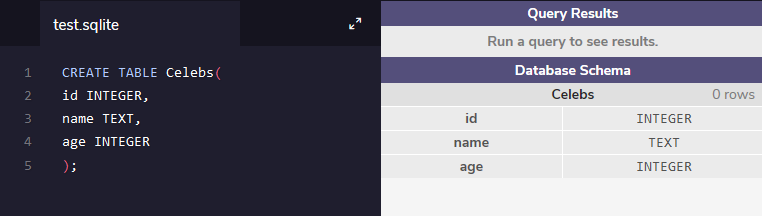 test.sqlite
1 CREATE TABLE Celebs(
2 id INTEGER,
3 name TEXT,
4 age INTEGER
5 );
Query Results
Run a query to see results.
Database Schema
Celebs 0 rows
id INTEGER
name TEXT
age INTEGER